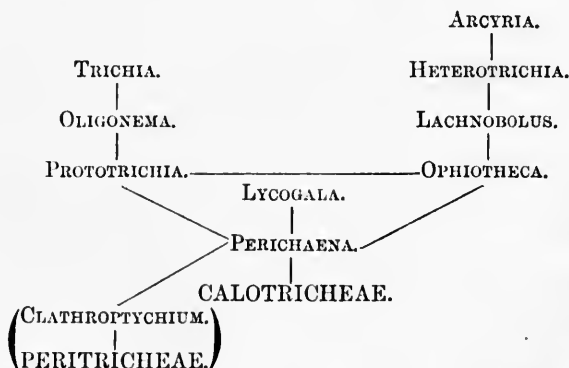 ARCYRIA.
TRICHIA. HETEROTRICHIA.
OLIGONEMA. LACHNOBOLUS.
PROTOTRICHIA. OPHIOTHECA.
LYCOGALA.
PERICHAENA.
CALOTRICHEAE.
(CLATHROPTYCHIUM.
PERITRICHEAE.)